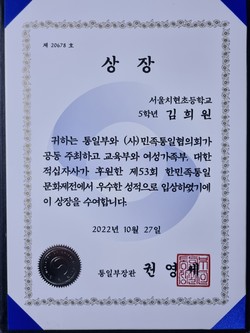 제 20678 호
상 장
서울치현초등학교
5학년 김 희 원
귀하는 통일부와 (사)민족통일협의회가
공동 주최하고 교육부와 여성가족부, 대한
적십자사가 후원한 제53회 한민족통일
문화제전에서 우수한 성적으로 입상하였기에
이 상장을 수여합니다.
2022년 10월 27일
통일부장관 권 영 세